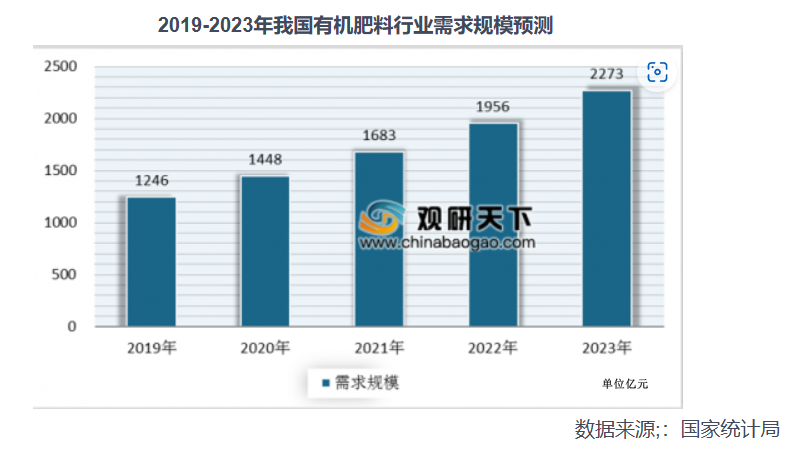 2019-2023年我国有机肥料行业需求规模预测
2500
2000
1500
1000
500
0
1246
1448
1683
1956
2273
观研天下
www.chinabaogao.com
2019年
2020年
2021年
2022年
2023年
需求规模
单位亿元
数据来源;：国家统计局